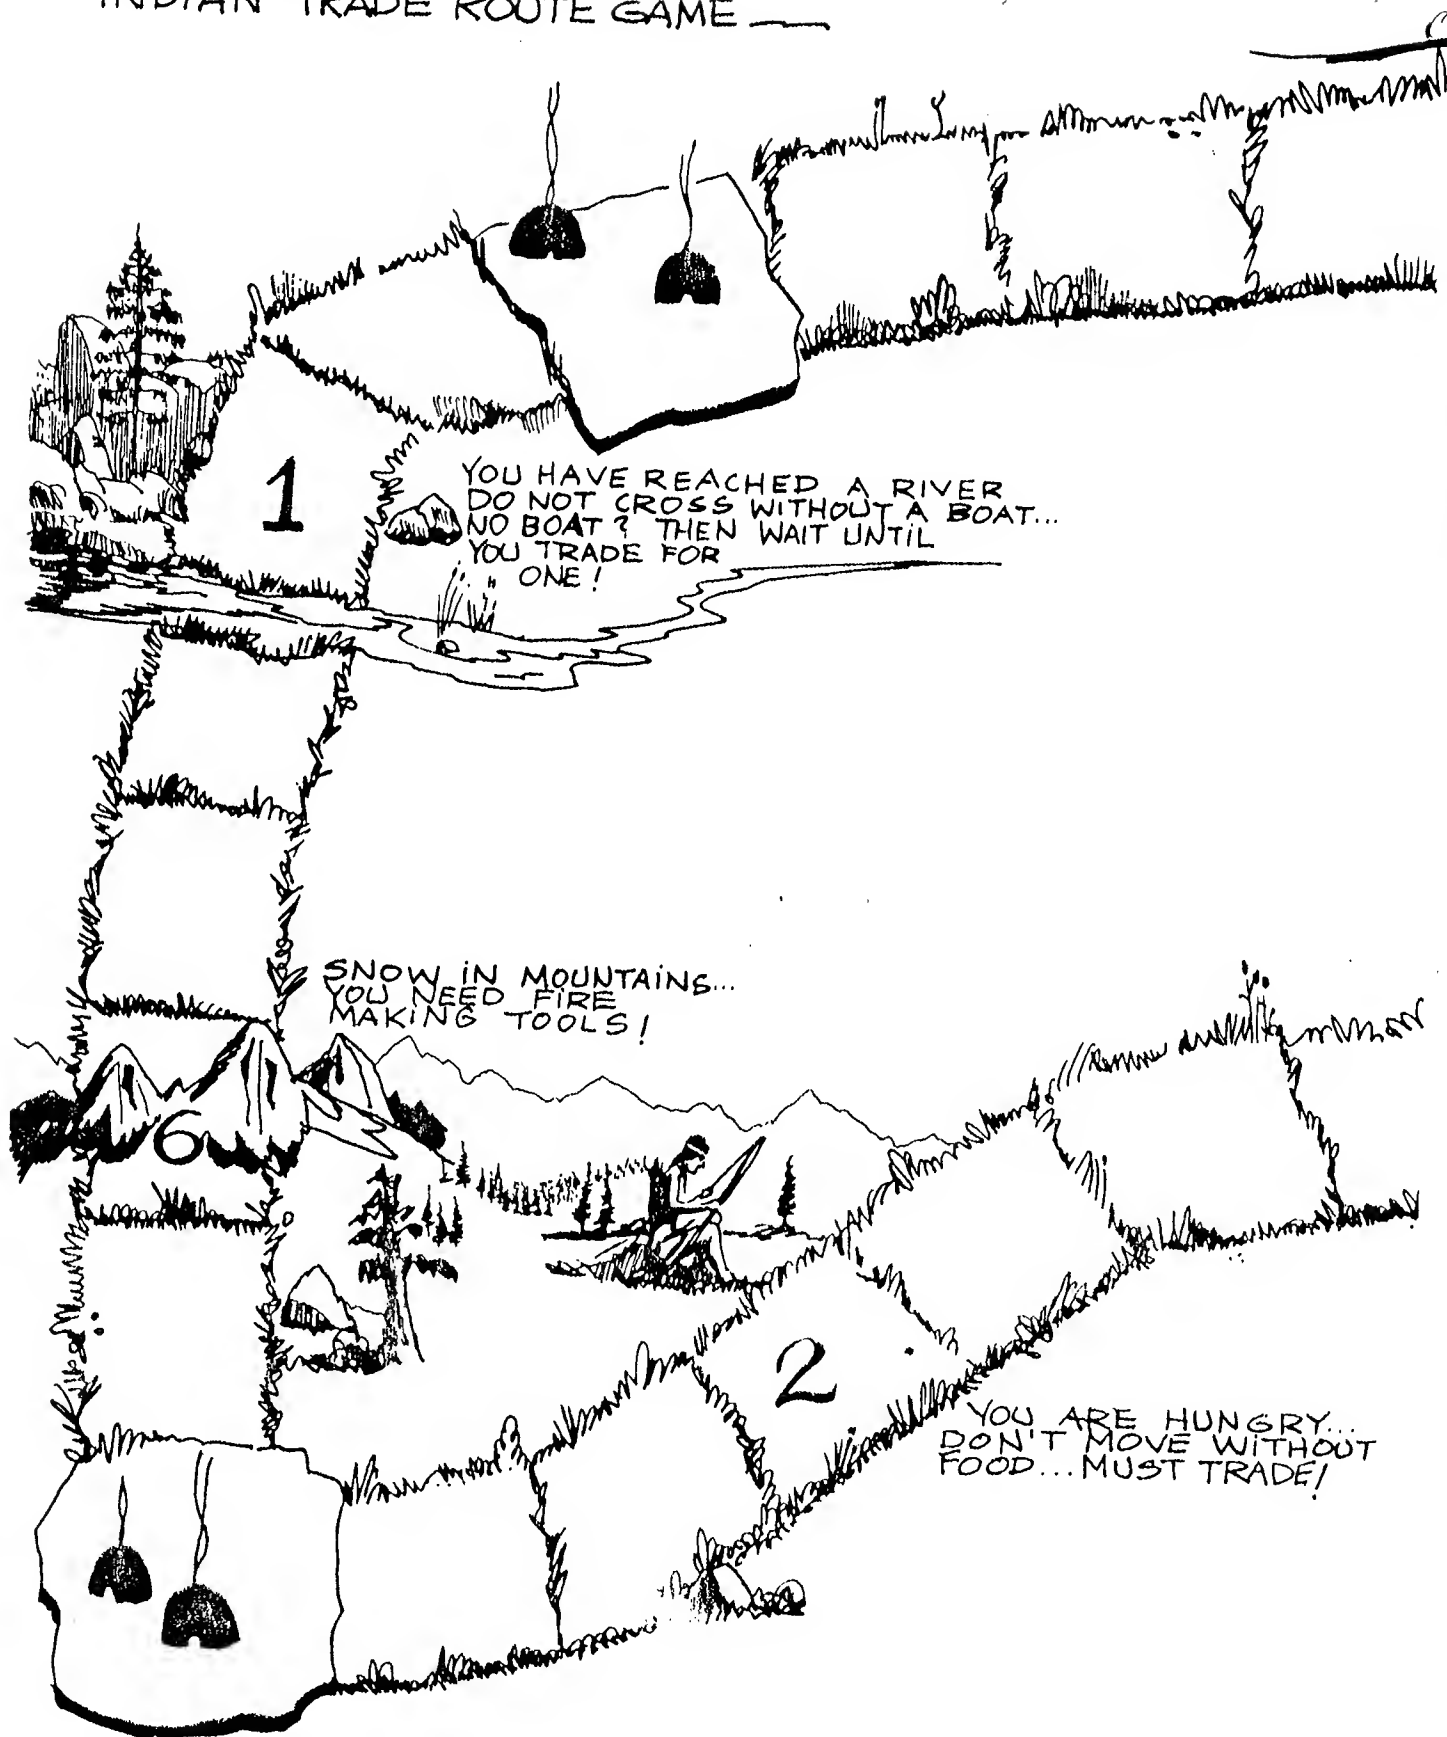 INDIAN TRADE ROUTE GAME
1
YOU HAVE REACHED A RIVER
DO NOT CROSS WITHOUT A BOAT...
NO BOAT? THEN WAIT UNTIL
YOU TRADE FOR
ONE!
SNOW IN MOUNTAINS...
YOU NEED FIRE
MAKING TOOLS!
6
2
YOU ARE HUNGRY...
DON'T MOVE WITHOUT
FOOD...MUST TRADE!